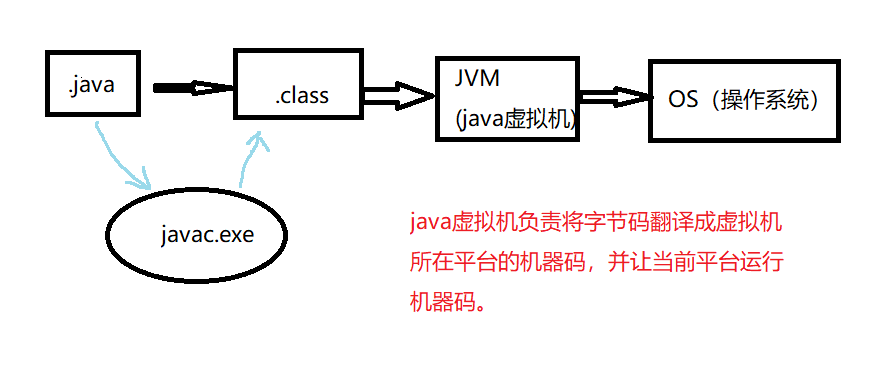 .java
.class
JVM
(java虚拟机)
OS（操作系统）
javac.exe
java虚拟机负责将字节码翻译成虚拟机
所在平台的机器码，并让当前平台运行
机器码。